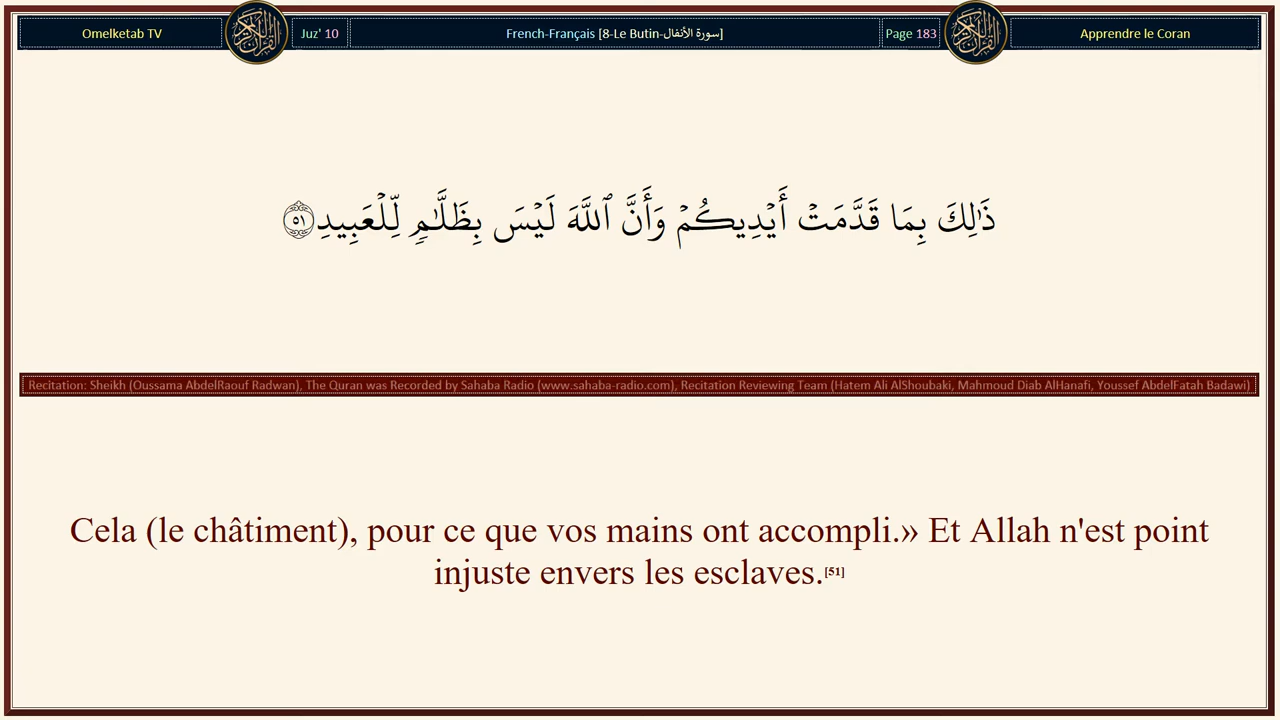 Omelketab TV
Juz' 10
French-Français [8-Le Butin-سورة الأنفال]
Page 183
Apprendre le Coran
ذَٰلِكَ بِمَا قَدَّمَتۡ أَيۡدِيكُمۡ وَأَنَّ ٱللَّهَ لَيۡسَ بِظَلَّٰمٖ لِّلۡعَبِيدِ ٥١
Recitation: Sheikh (Oussama AbdelRaouf Radwan), The Quran was Recorded by Sahaba Radio (www.sahaba-radio.com), Recitation Reviewing Team (Hatem Ali AlShoubaki, Mahmoud Diab AlHanafi, Youssef AbdelFatah Badawi)
Cela (le châtiment), pour ce que vos mains ont accompli.» Et Allah n'est point
injuste envers les esclaves.[51]